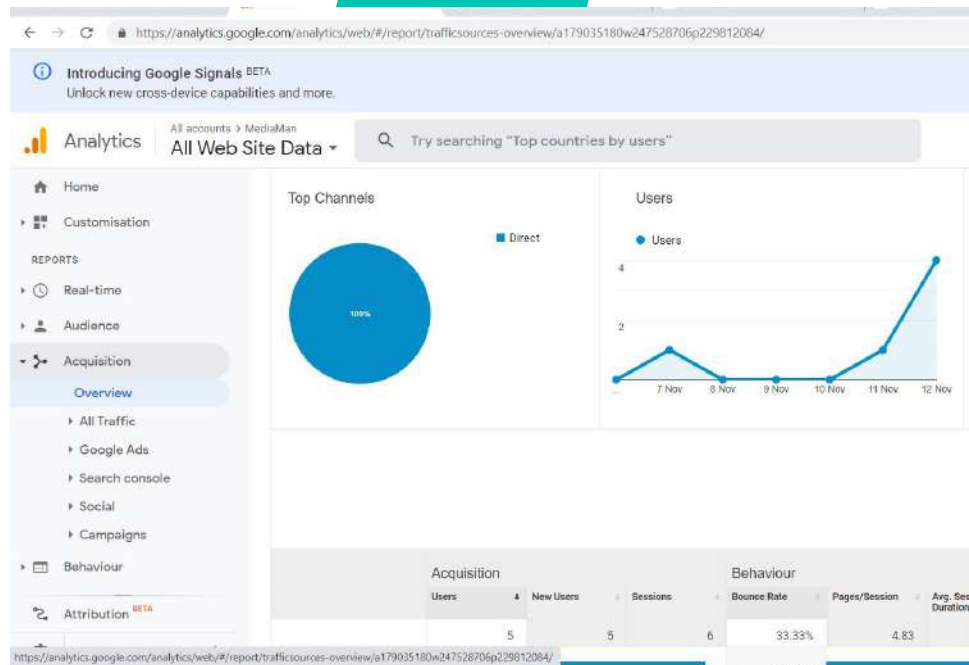 https://analytics.google.com/analytics/web/#/report/trafficsources-overview/a179035180w247528706p229812084/
Introducing Google Signals BETA
Unlock new cross-device capabilities and more.
Analytics
All accounts > MediaMan
All Web Site Data
Try searching "Top countries by users"
Home
Customisation
REPORTS
Real-time
Audience
Acquisition
Overview
All Traffic
Google Ads
Search console
Social
Campaigns
Behaviour
Attribution BETA
Top Channels
Direct
100%
Users
Users
4
2
...
7 Nov
8 Nov
9 Nov
10 Nov
11 Nov
12 Nov
Acquisition
Behaviour
Users
New Users
Sessions
Bounce Rate
Pages/Session
Avg. Ses
Duration
5
5
6
33.33%
4.83
https://analytics.google.com/analytics/web/#/report/trafficsources-overview/a179035180w247528706p229812084/